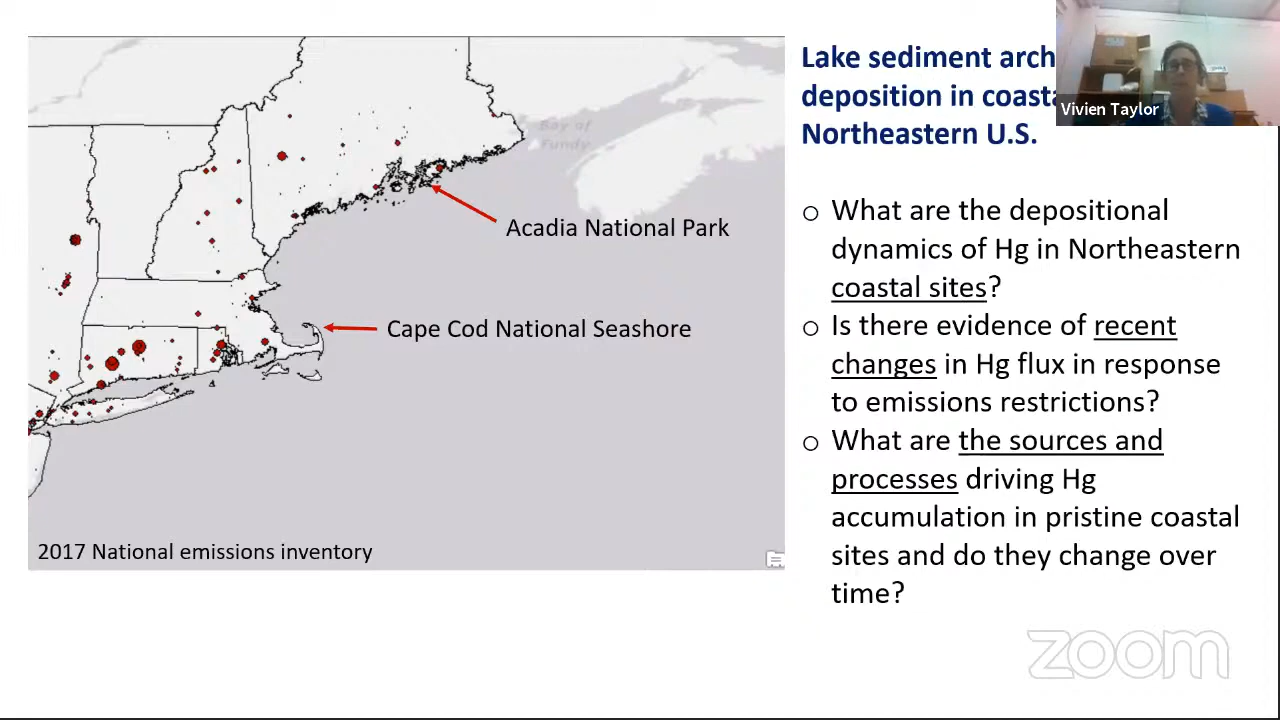 Lake sediment arch
deposition in coasta
Northeastern U.S.
Vivien Taylor
Bay of
Fundy
Acadia National Park
Cape Cod National Seashore
2017 National emissions inventory
What are the depositional
dynamics of Hg in Northeastern
coastal sites?
Is there evidence of recent
changes in Hg flux in response
to emissions restrictions?
What are the sources and
processes driving Hg
accumulation in pristine coastal
sites and do they change over
time?
zoom